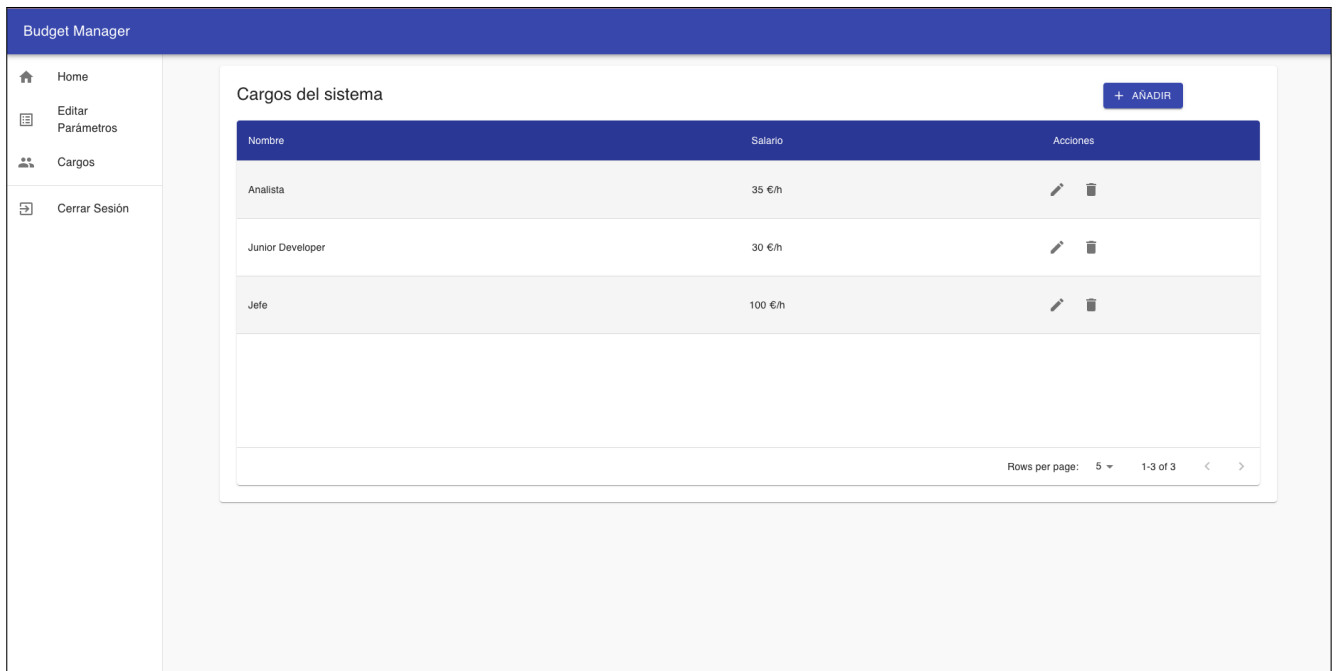 Budget Manager
Home
Editar
Parámetros
Cargos
Cerrar Sesión
Cargos del sistema
+ AÑADIR
Nombre Salario Acciones
Analista 35 €/h
Junior Developer 30 €/h
Jefe 100 €/h
Rows per page: 5 1-3 of 3